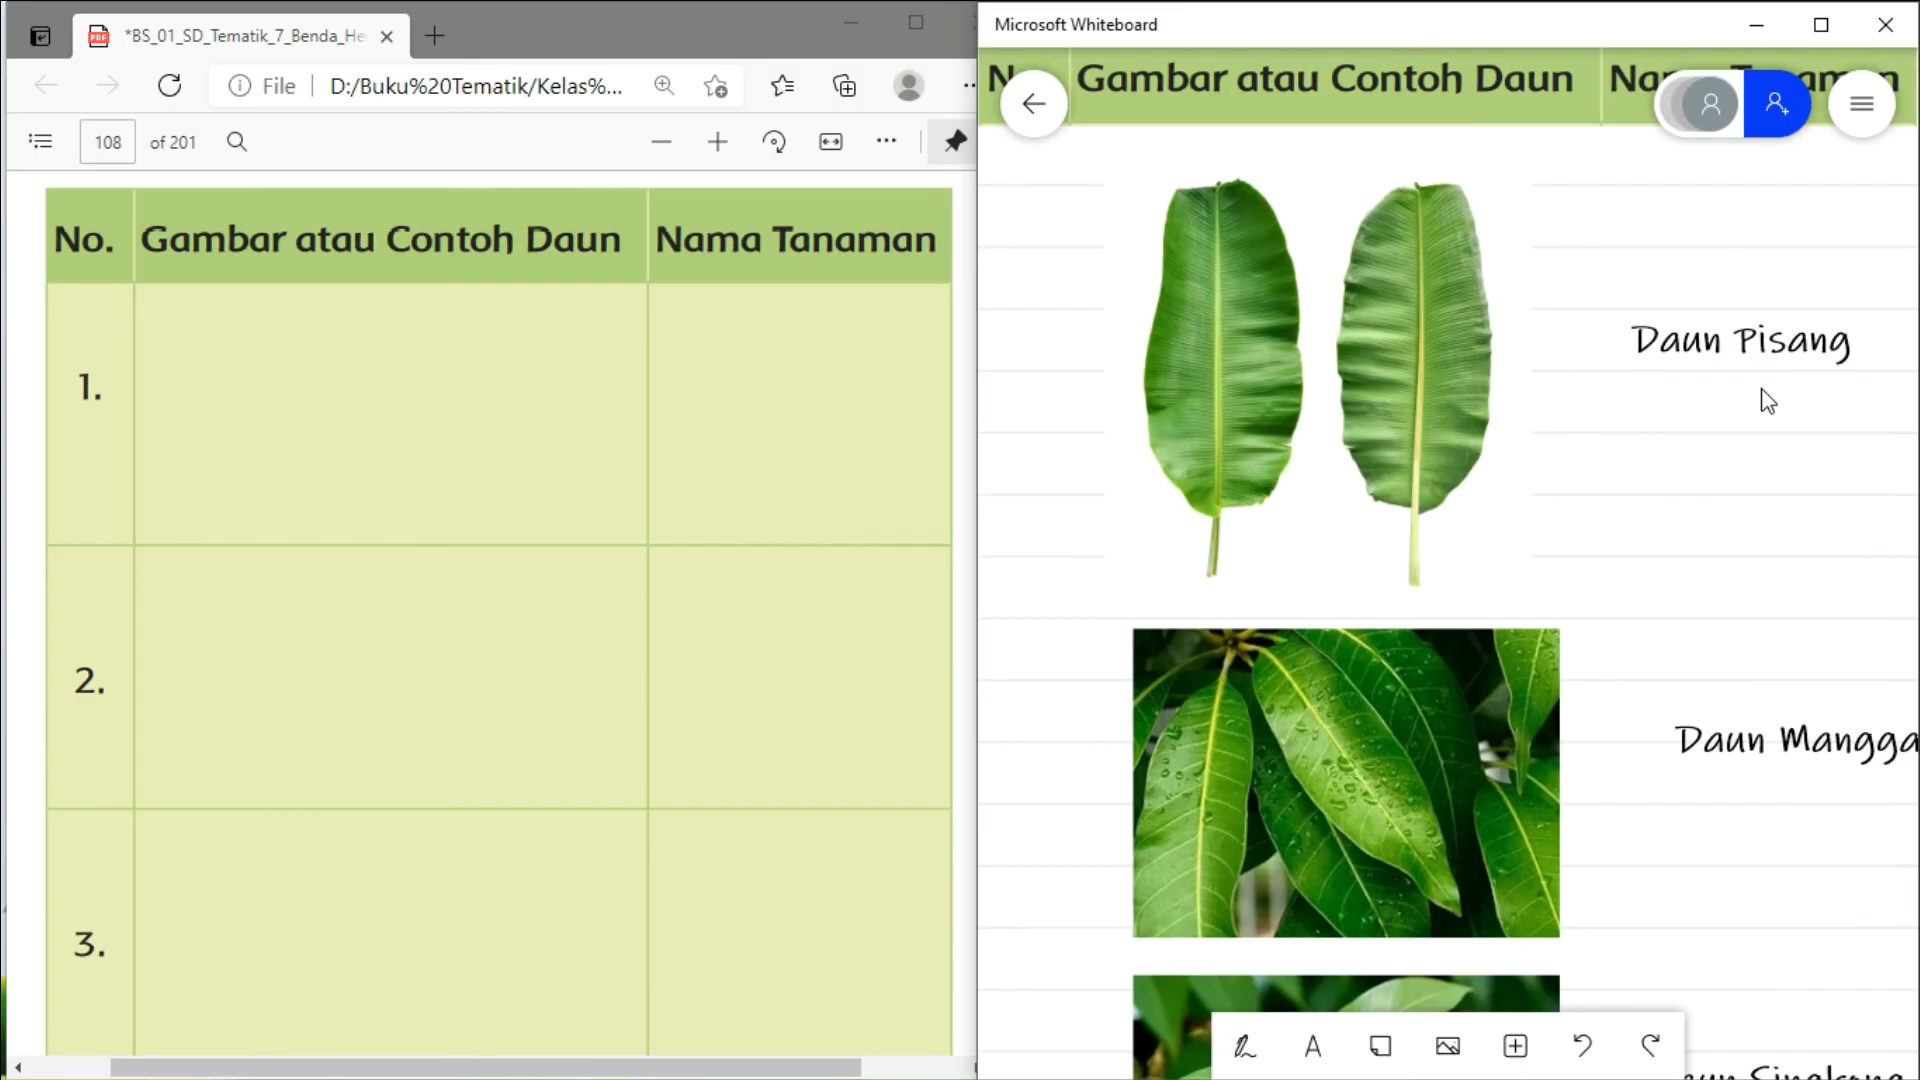 *BS_01_SD_Tematik_7_Benda_He
File
D:/Buku%20Tematik/Kelas%...
108 of 201
No. Gambar atau Contoh Daun Nama Tanaman
1.
2.
3.
Microsoft Whiteboard
Gambar atau Contoh Daun
Daun Pisang
Daun Mangga